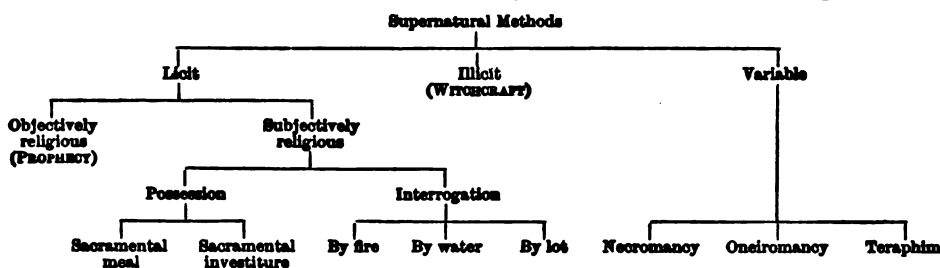 Supernatural Methods
Licit Illicit Variable
(WITCHCRAFT)
Objectively Subjectively
religious religious
(PROPHECY)
Possession Interrogation
Sacramental Sacramental By fire By water By lot Necromancy Oneiromancy Teraphim
meal investiture